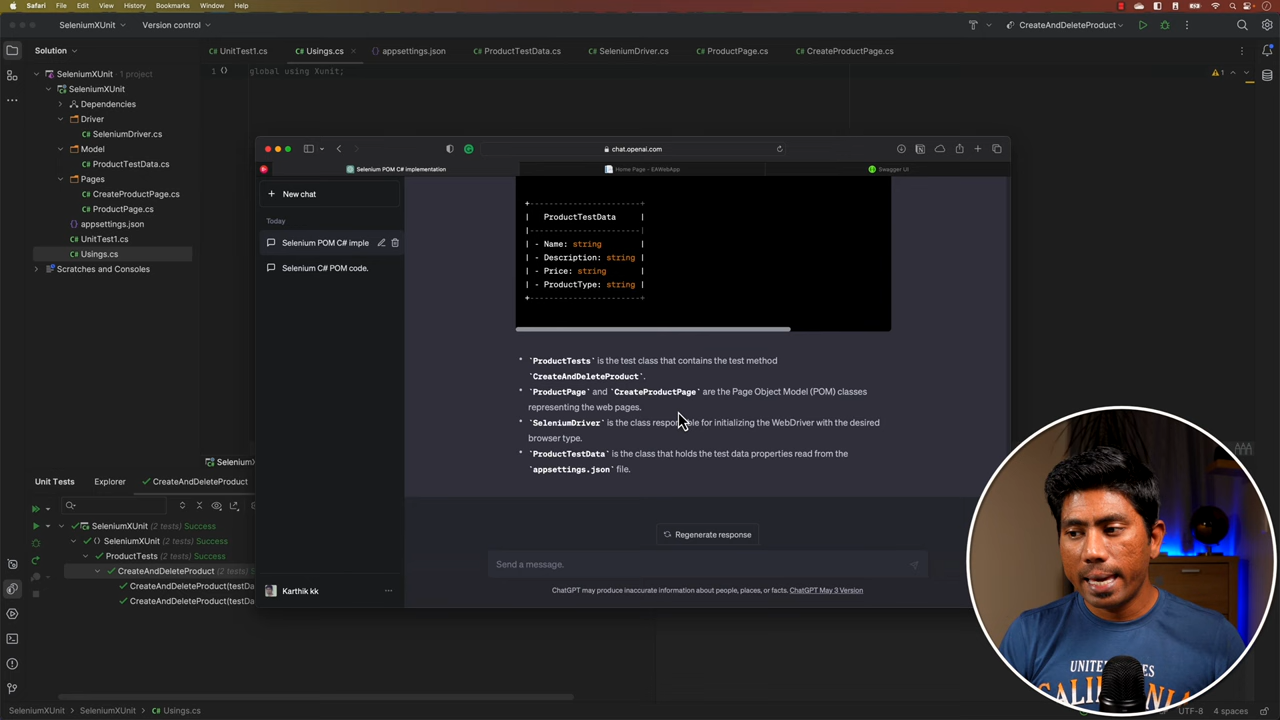 Safari File Edit View History Bookmarks Window Help
SeleniumXUnit Version control CreateAndDeleteProduct
Solution UnitTest1.cs Usings.cs appsettings.json ProductTestData.cs SeleniumDriver.cs ProductPage.cs CreateProductPage.cs
1 global using Xunit; 1
SeleniumXUnit · 1 project
SeleniumXUnit
Dependencies
Driver
SeleniumDriver.cs
Model
ProductTestData.cs
Pages
CreateProductPage.cs
ProductPage.cs
appsettings.json
UnitTest1.cs
Usings.cs
Scratches and Consoles
chat.openai.com
Selenium POM C# Implementation Home Page - EAWebApp Swagger UI
+ New chat
Today
Selenium POM C# imple
Selenium C# POM code.
+-----------------------+
| ProductTestData |
|-----------------------|
| - Name: string |
| - Description: string |
| - Price: string |
| - ProductType: string |
+-----------------------+
• `ProductTests` is the test class that contains the test method
`CreateAndDeleteProduct`.
• `ProductPage` and `CreateProductPage` are the Page Object Model (POM) classes
representing the web pages.
• `SeleniumDriver` is the class responsible for initializing the WebDriver with the desired
browser type.
• `ProductTestData` is the class that holds the test data properties read from the
`appsettings.json` file.
Regenerate response
Send a message.
ChatGPT may produce inaccurate information about people, places, or facts. ChatGPT May 3 Version
Karthik kk
Selenium
Unit Tests Explorer CreateAndDeleteProduct
SeleniumXUnit (2 tests) Success
SeleniumXUnit (2 tests) Success
ProductTests (2 tests) Success
CreateAndDeleteProduct (2 tests) S
CreateAndDeleteProduct(testDa
CreateAndDeleteProduct(testDa
UNITED STATES
CALIFORNIA
SeleniumXUnit SeleniumXUnit Usings.cs UTF-8 4 spaces